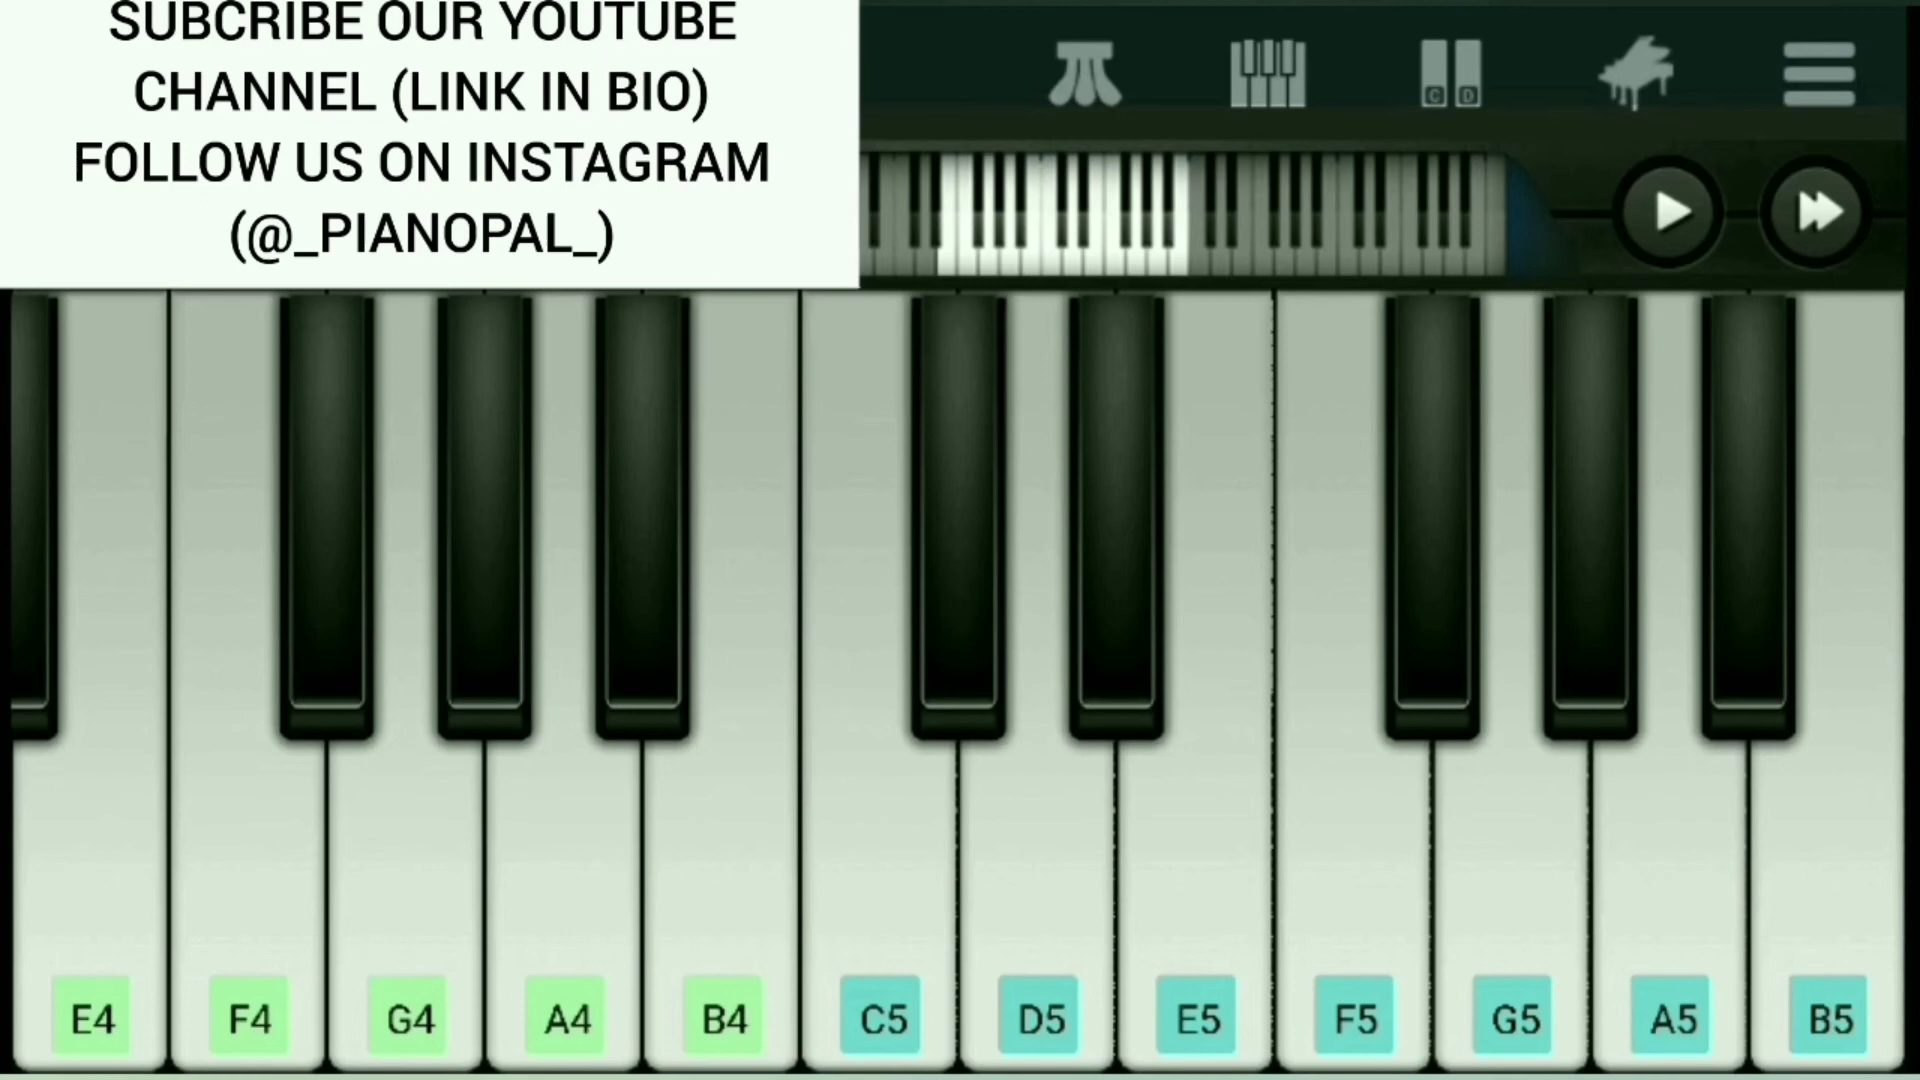 SUBCRIBE OUR YOUTUBE
CHANNEL (LINK IN BIO)
FOLLOW US ON INSTAGRAM
(@_PIANOPAL_)
C D
E4 F4 G4 A4 B4 C5 D5 E5 F5 G5 A5 B5